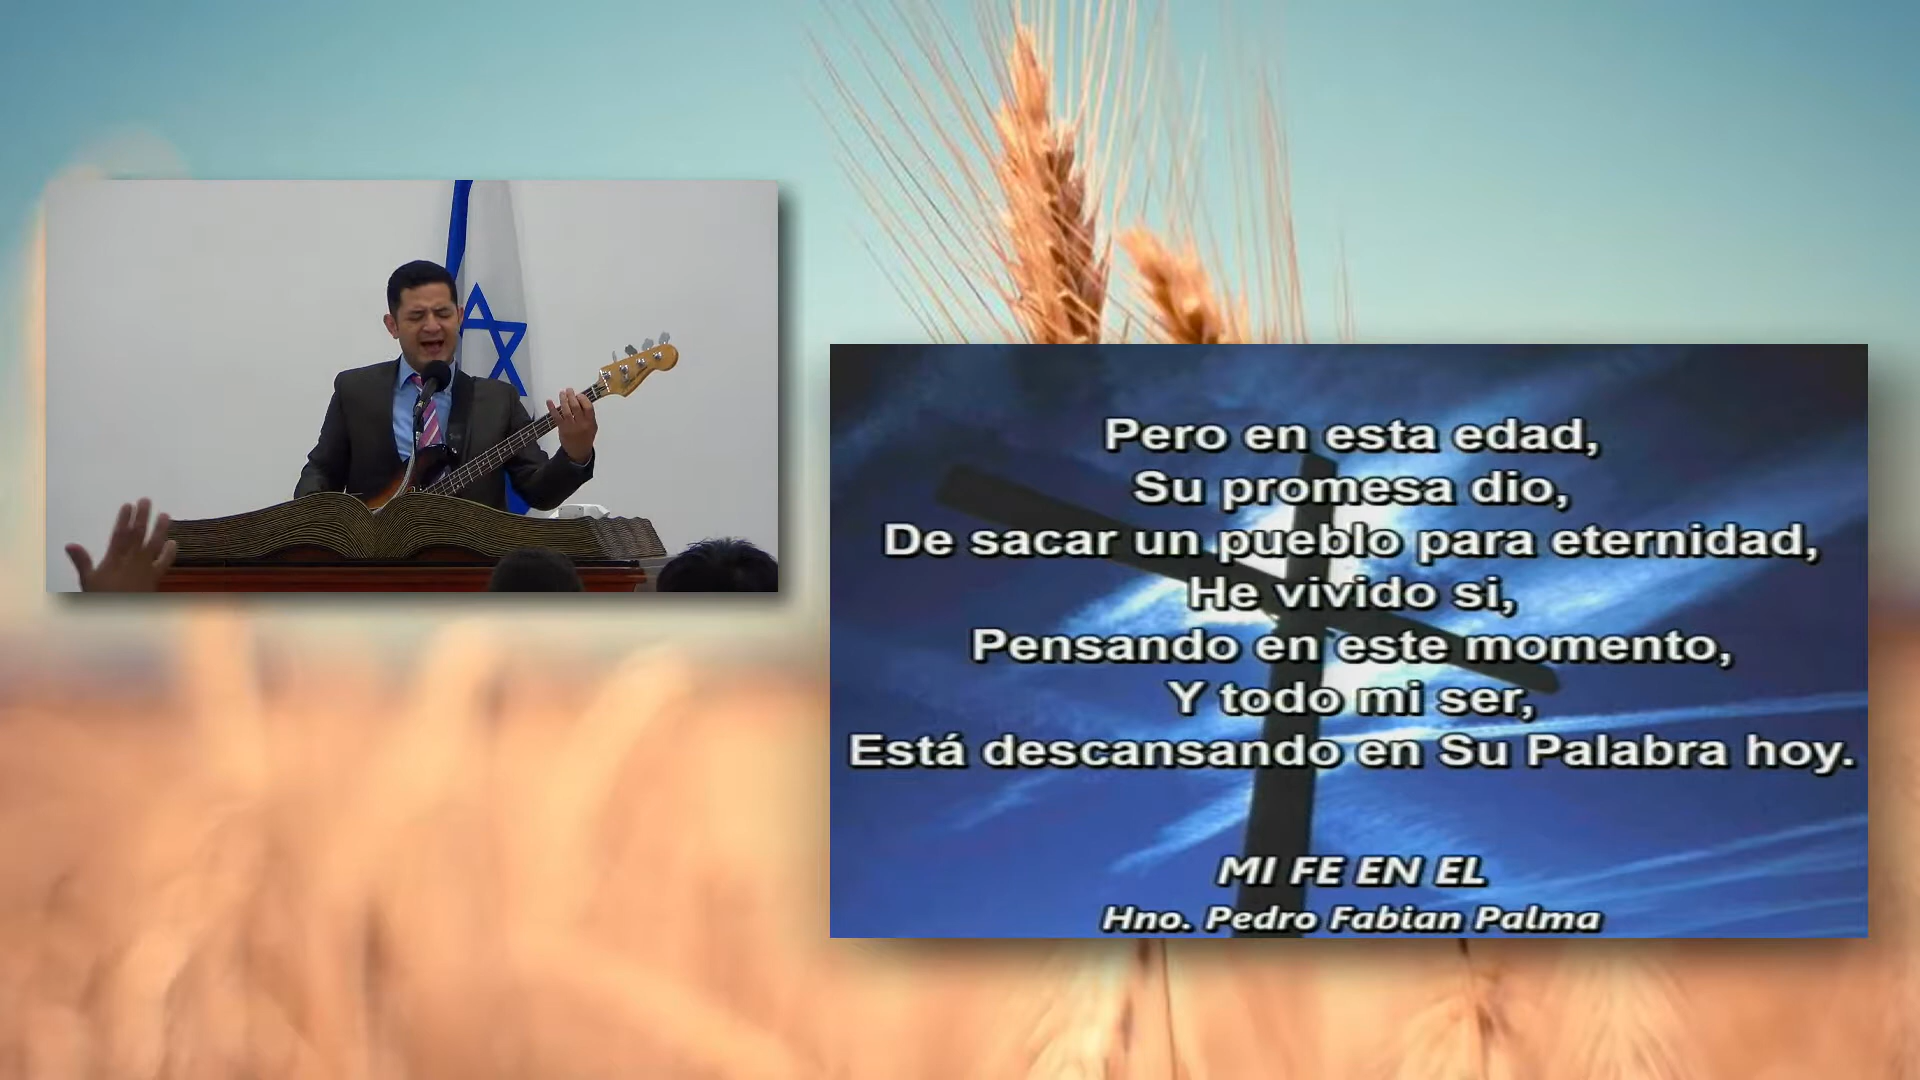 Pero en esta edad,
Su promesa dio,
De sacar un pueblo para eternidad,
He vivido si,
Pensando en este momento,
Y todo mi ser,
Está descansando en Su Palabra hoy.
MI FE EN EL
Hno. Pedro Fabian Palma